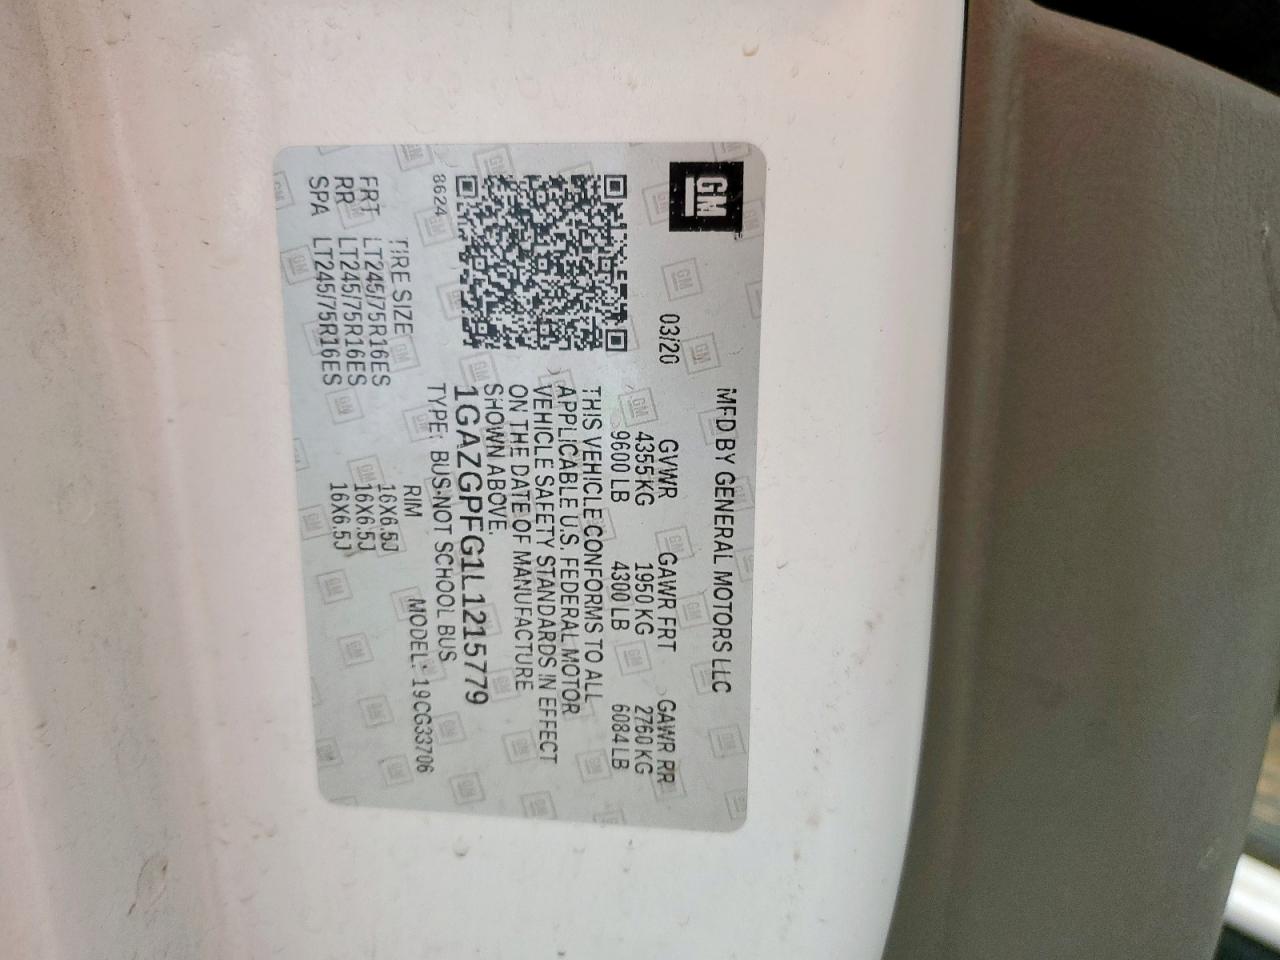 GM
MFD BY GENERAL MOTORS LLC
03/20
GVWR GAWR FRT GAWR RR
4355KG 1950 KG 2760 KG
9600 LB 4300 LB 6084 LB
THIS VEHICLE CONFORMS TO ALL
APPLICABLE U.S. FEDERAL MOTOR
VEHICLE SAFETY STANDARDS IN EFFECT
ON THE DATE OF MANUFACTURE
SHOWN ABOVE.
1GAZGPFG1L1215779
8624
TYPE: BUS-NOT SCHOOL BUS
MODEL: 19CG33706
TIRE SIZE RIM
FRT LT245/75R16ES 16X6.5J
RR LT245/75R16ES 16X6.5J
SPA LT245/75R16ES 16X6.5J